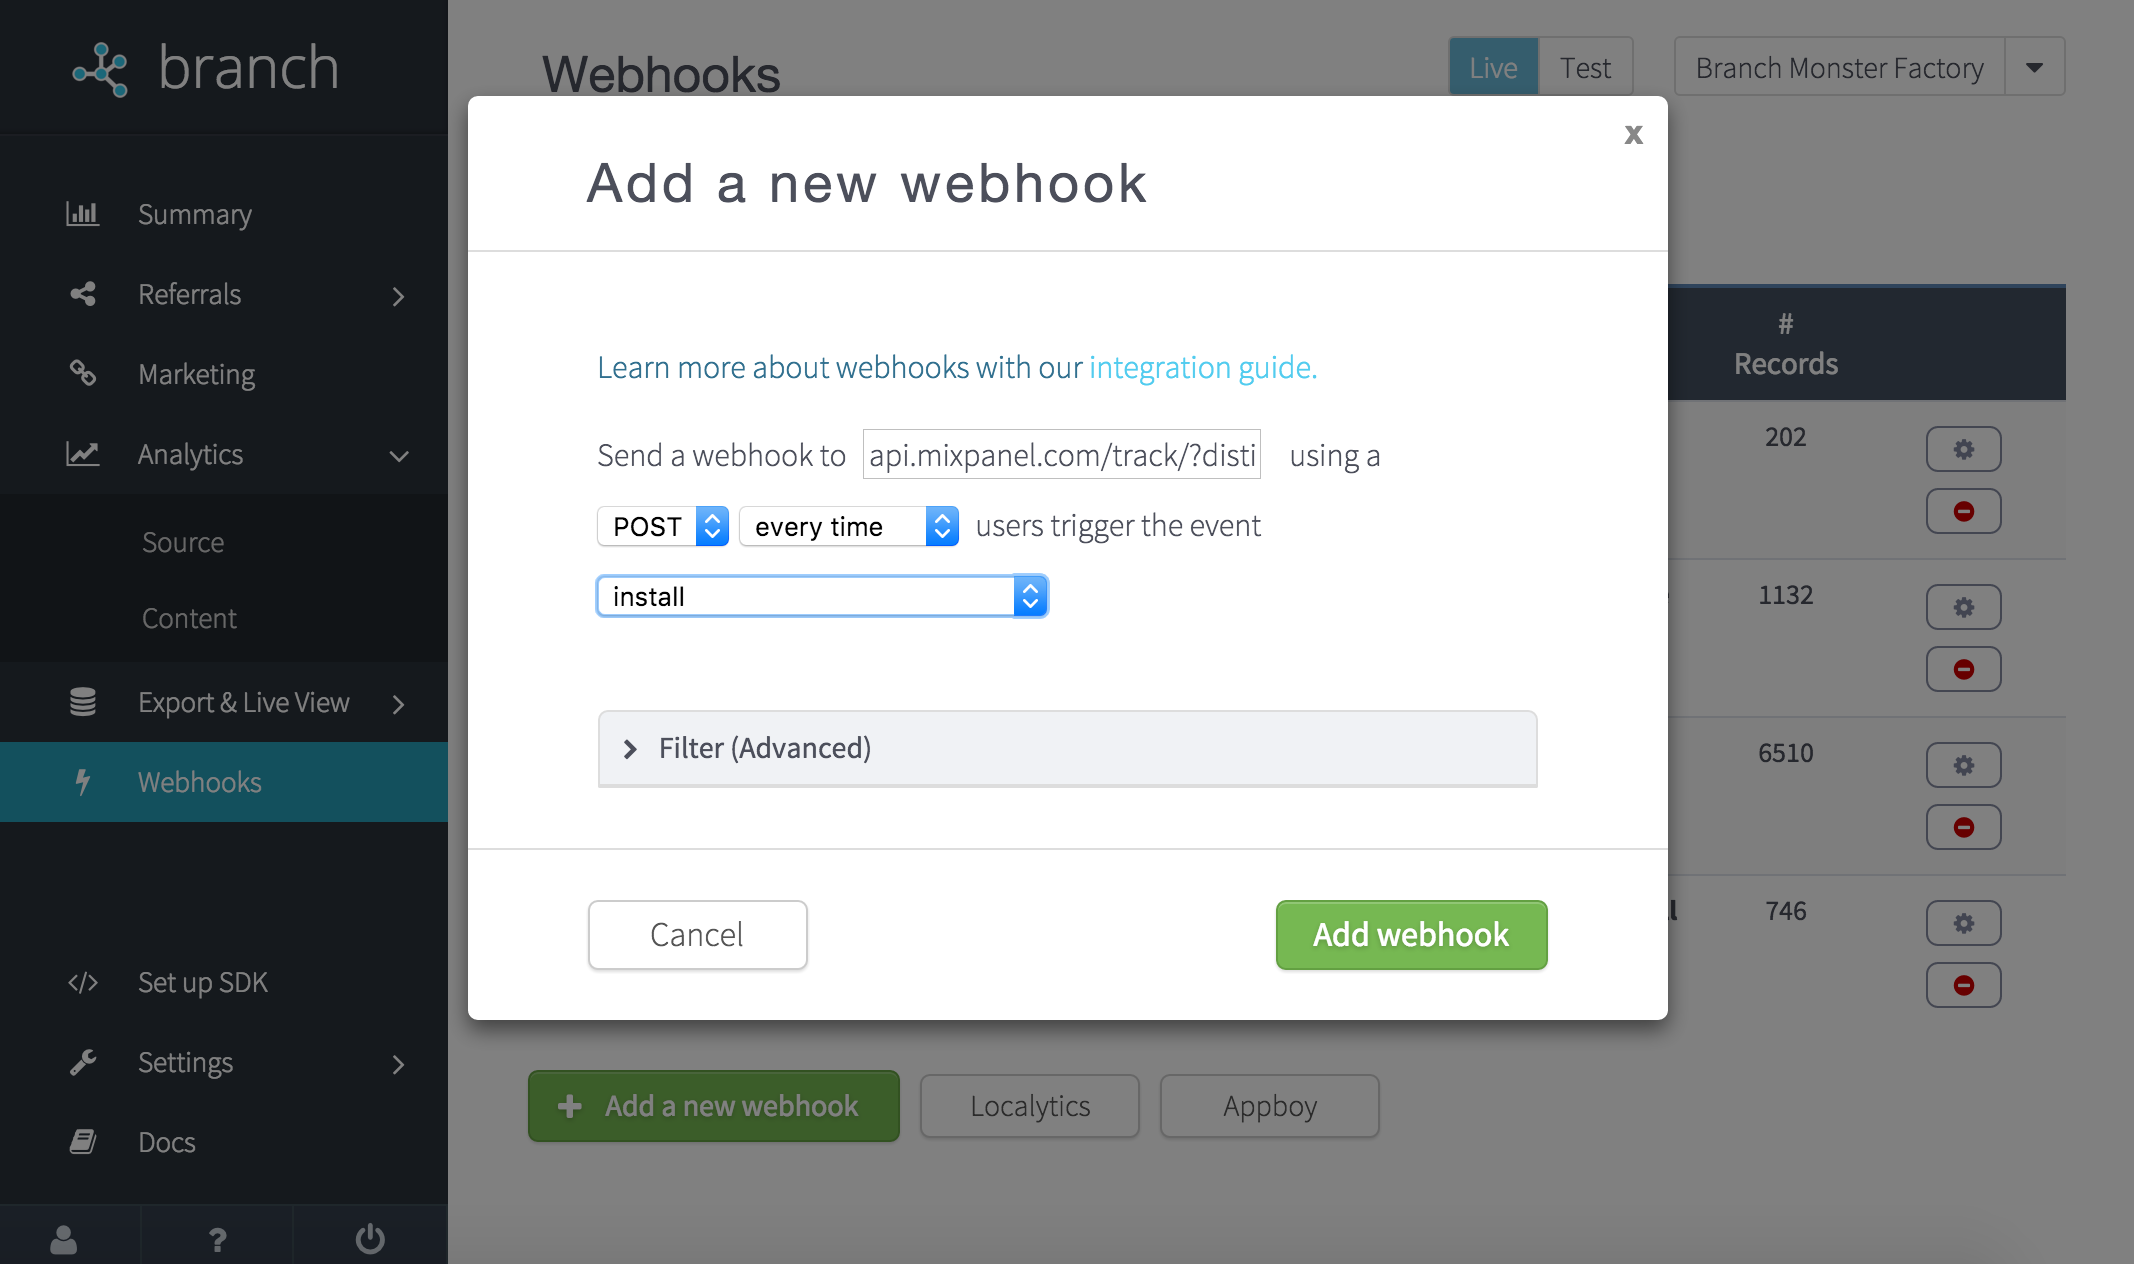 branch
Summary
Referrals
Marketing
Analytics
Source
Content
Export & Live View
Webhooks
Set up SDK
Settings
Docs
?
Webhooks
Live
Test
Branch Monster Factory
x
Add a new webhook
Learn more about webhooks with our integration guide.
Send a webhook to api.mixpanel.com/track/?disti using a
POST every time users trigger the event
install
Filter (Advanced)
Cancel
Add webhook
#
Records
202
1132
6510
746
Add a new webhook
Localytics
Appboy